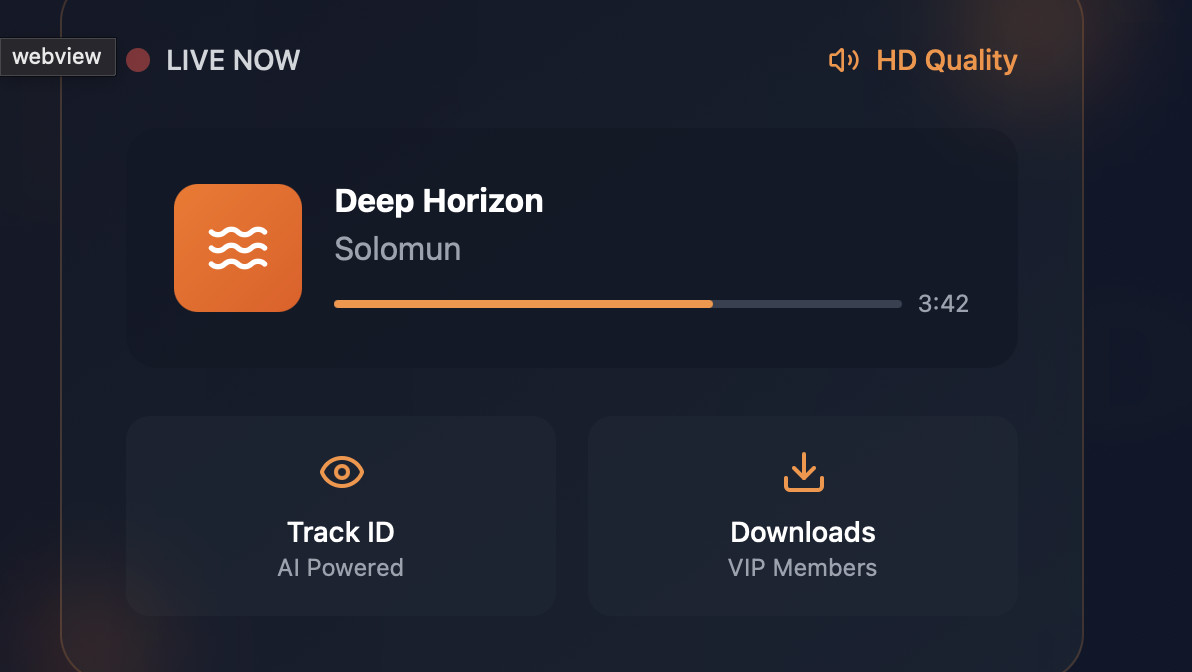 webview
LIVE NOW
HD Quality
Deep Horizon
Solomun
3:42
Track ID
AI Powered
Downloads
VIP Members